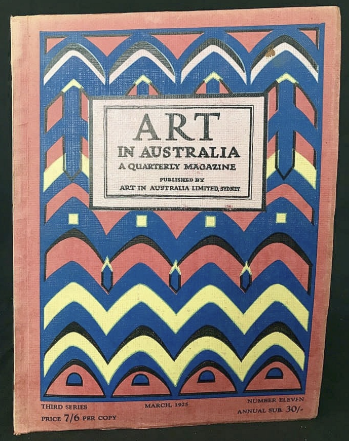 ART
IN AUSTRALIA
A QUARTERLY MAGAZINE
PUBLISHED BY
ART IN AUSTRALIA LIMITED, SYDNEY
THIRD SERIES
MARCH, 1925
NUMBER ELEVEN
PRICE 7/6 PER COPY
ANNUAL SUB. 30/-